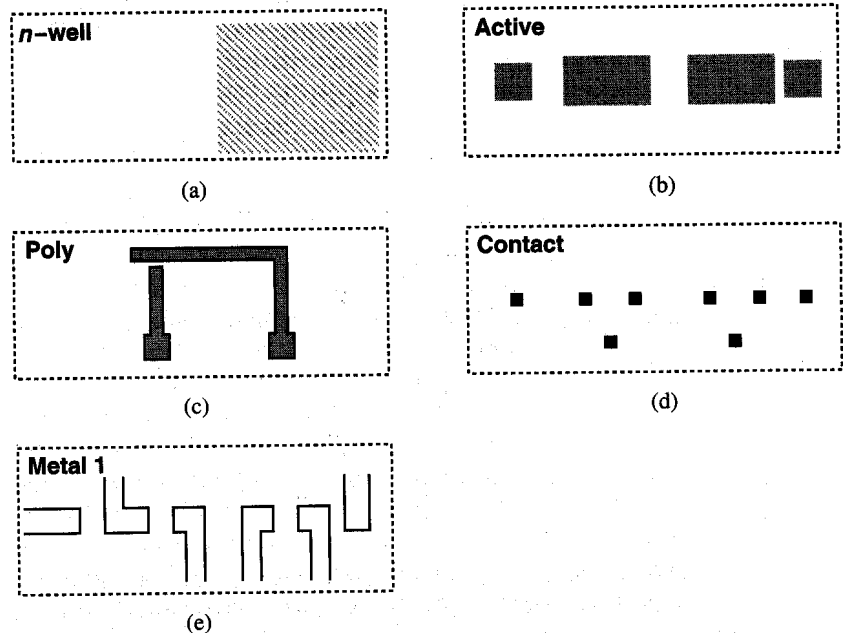 n–well
(a)
Active
(b)
Poly
(c)
Contact
(d)
Metal 1
(e)